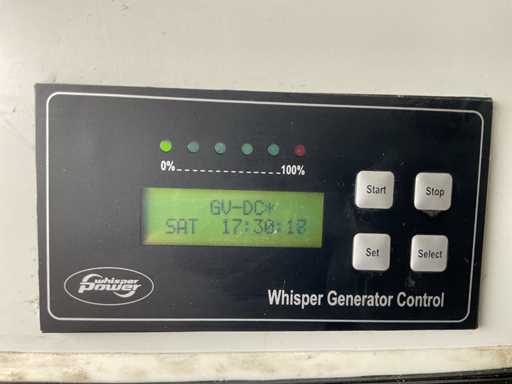 0%
100%
GV-DC*
SAT 17:30:18
Start
Stop
Set
Select
whisper
power
Whisper Generator Control